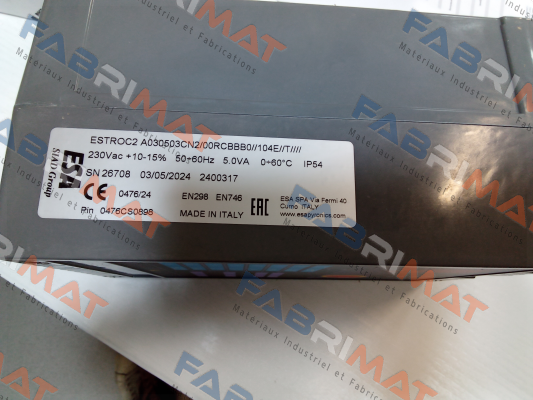 ESTROC2 A030503CN2/00RCBBB0//104E//T////
230Vac +10-15% 50÷60Hz 5.0VA 0÷60°C IP54
SN 26708 03/05/2024 2400317
ESA
SIAD Group
CE 0476/24
EN298 EN746
EAC
ESA SPA Via Fermi 40
Curno ITALY
Pin 0476CS0898
MADE IN ITALY
www.esapyronics.com
FABRIMAT
Materiaux Industriel et Fabrications